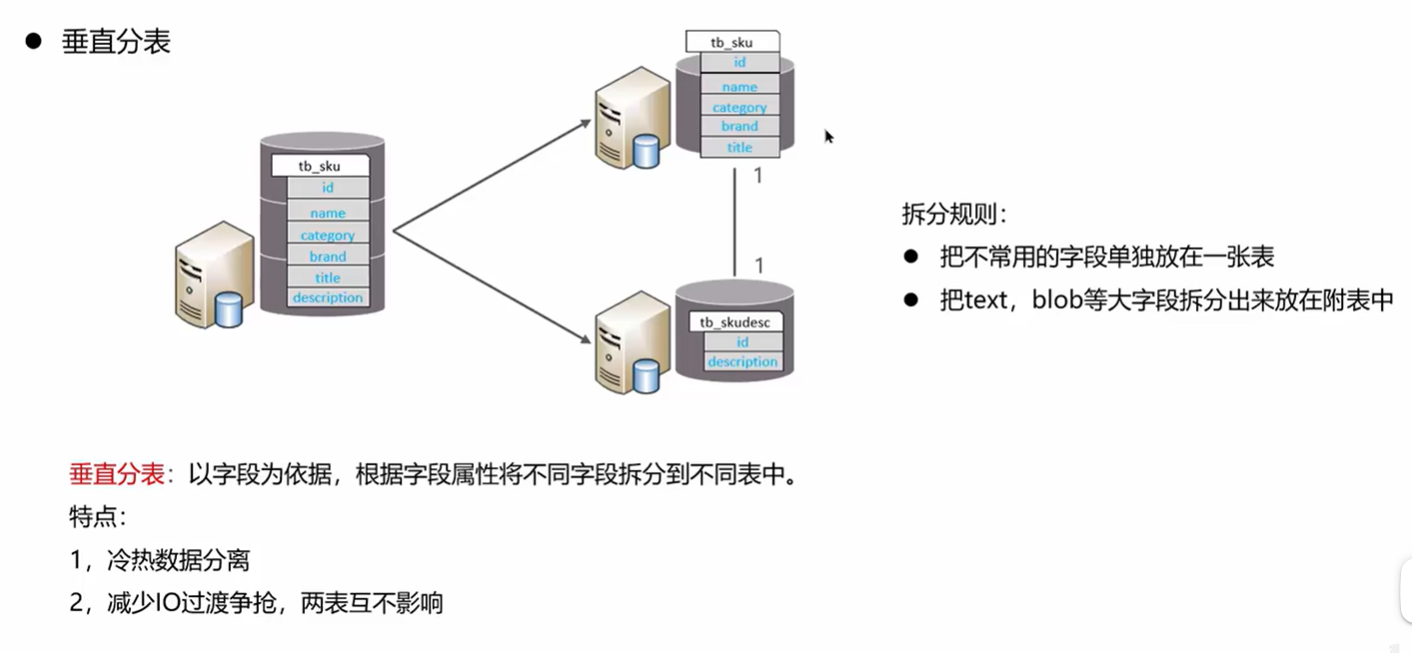 ● 垂直分表
tb_sku
id
name
category
brand
title
description
tb_sku
id
name
category
brand
title
1
1
tb_skudesc
id
description
拆分规则：
● 把不常用的字段单独放在一张表
● 把text，blob等大字段拆分出来放在附表中
垂直分表：以字段为依据，根据字段属性将不同字段拆分到不同表中。
特点：
1，冷热数据分离
2，减少IO过渡争抢，两表互不影响